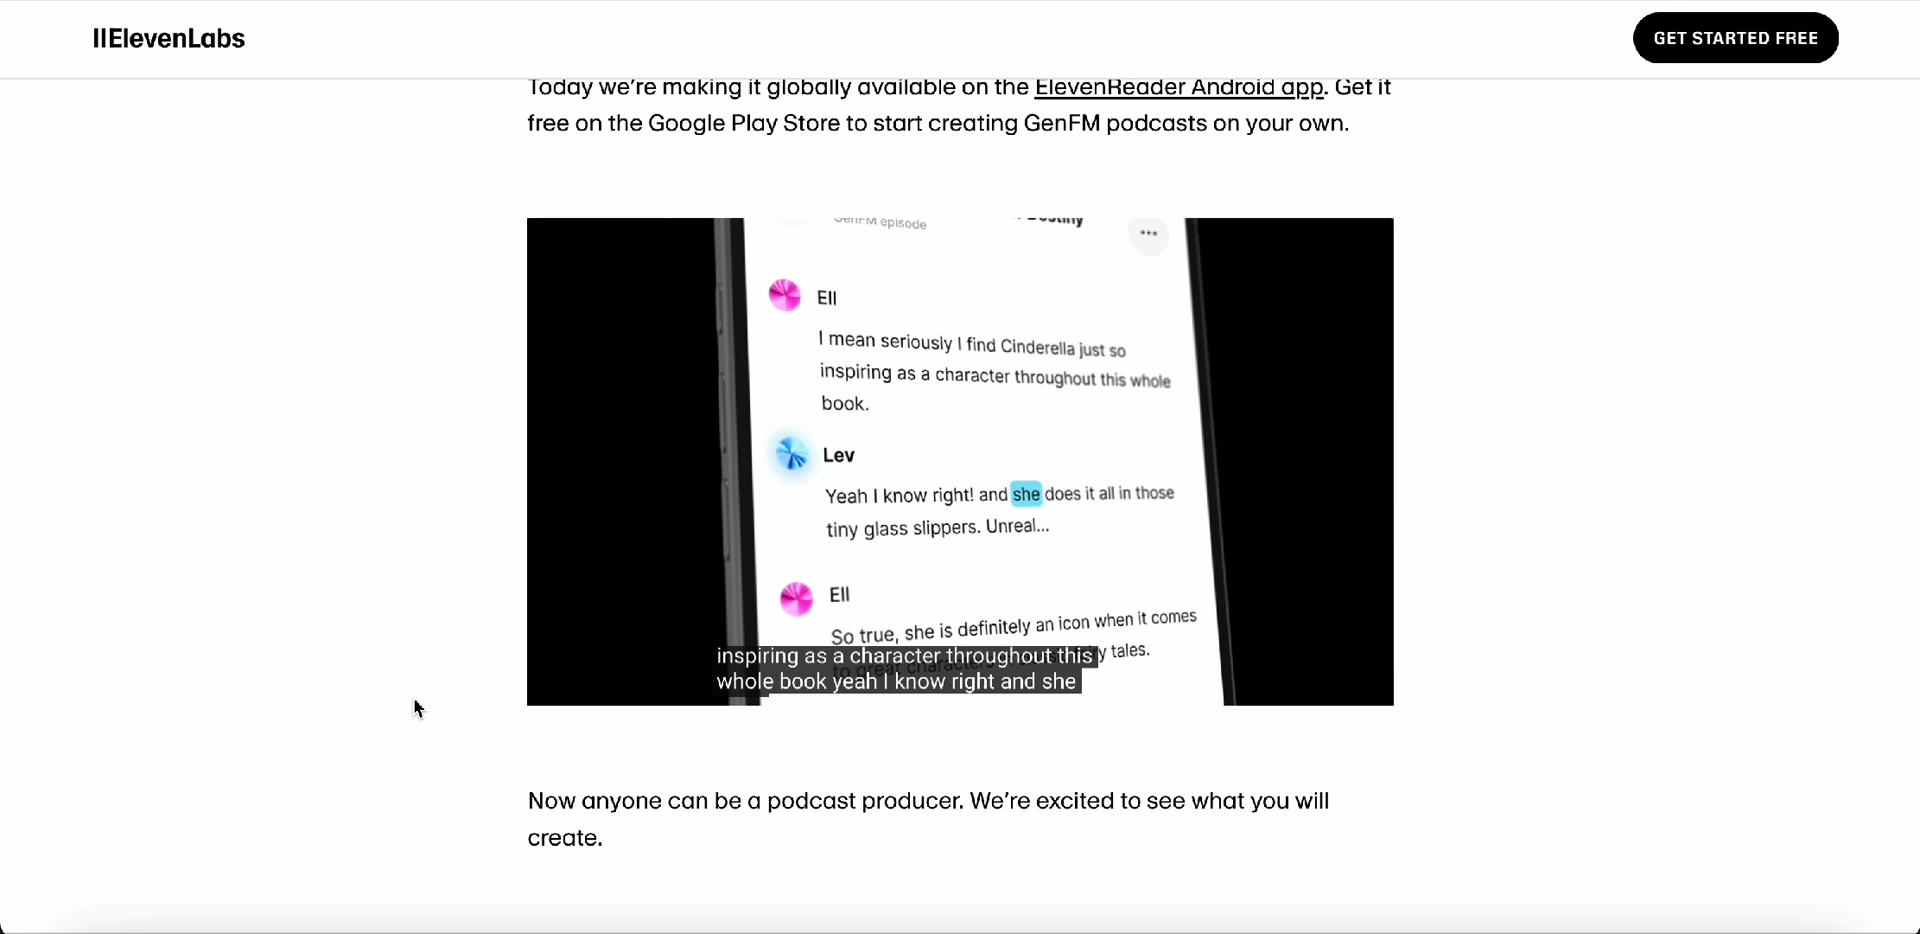 IIElevenLabs
GET STARTED FREE
Today we’re making it globally available on the ElevenReader Android app. Get it
free on the Google Play Store to start creating GenFM podcasts on your own.
GenFM episode
Destiny
Ell
I mean seriously I find Cinderella just so
inspiring as a character throughout this whole
book.
Lev
Yeah I know right! and she does it all in those
tiny glass slippers. Unreal...
Ell
So true, she is definitely an icon when it comes
tales.
inspiring as a character throughout this
whole book yeah I know right and she
Now anyone can be a podcast producer. We’re excited to see what you will
create.